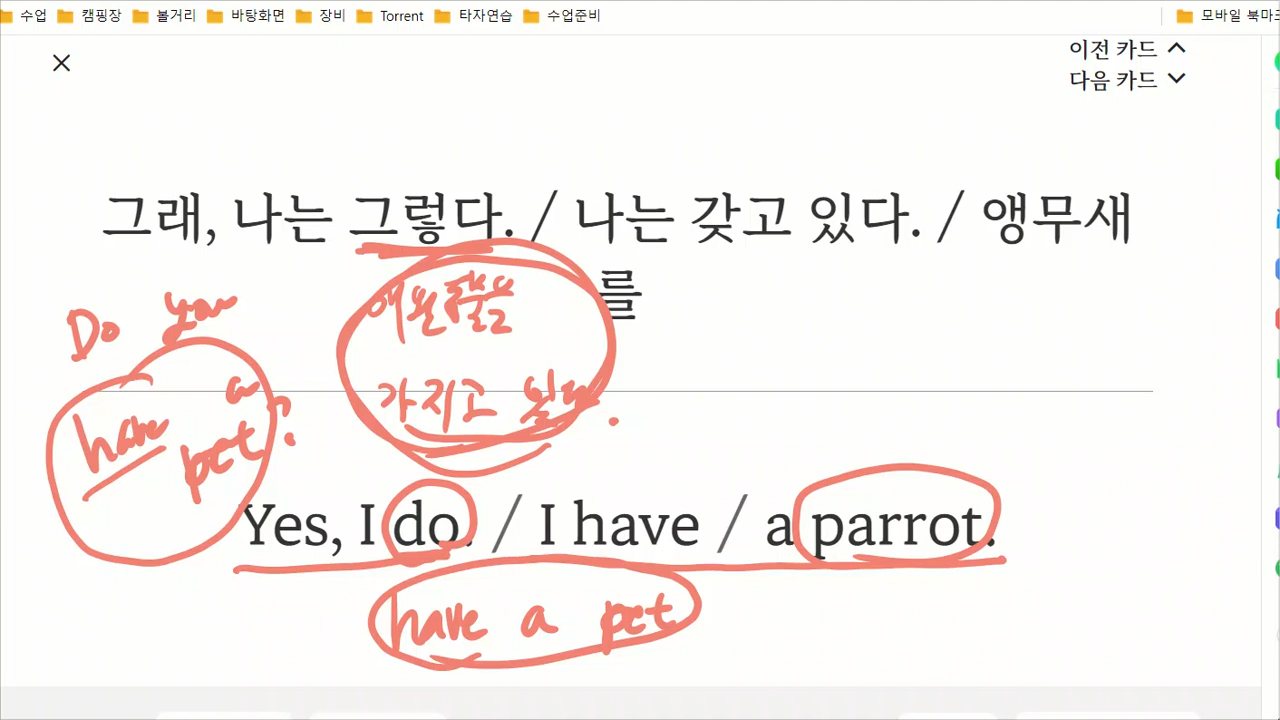 수업 캠핑장 볼거리 바탕화면 장비 Torrent 타자연습 수업준비 모바일 북마크
이전 카드
다음 카드
그래, 나는 그렇다. / 나는 갖고 있다. / 앵무새
를
애완동물을
가지고 있다.
Do you
have a
pet?
Yes, I do. / I have / a parrot.
have a pet